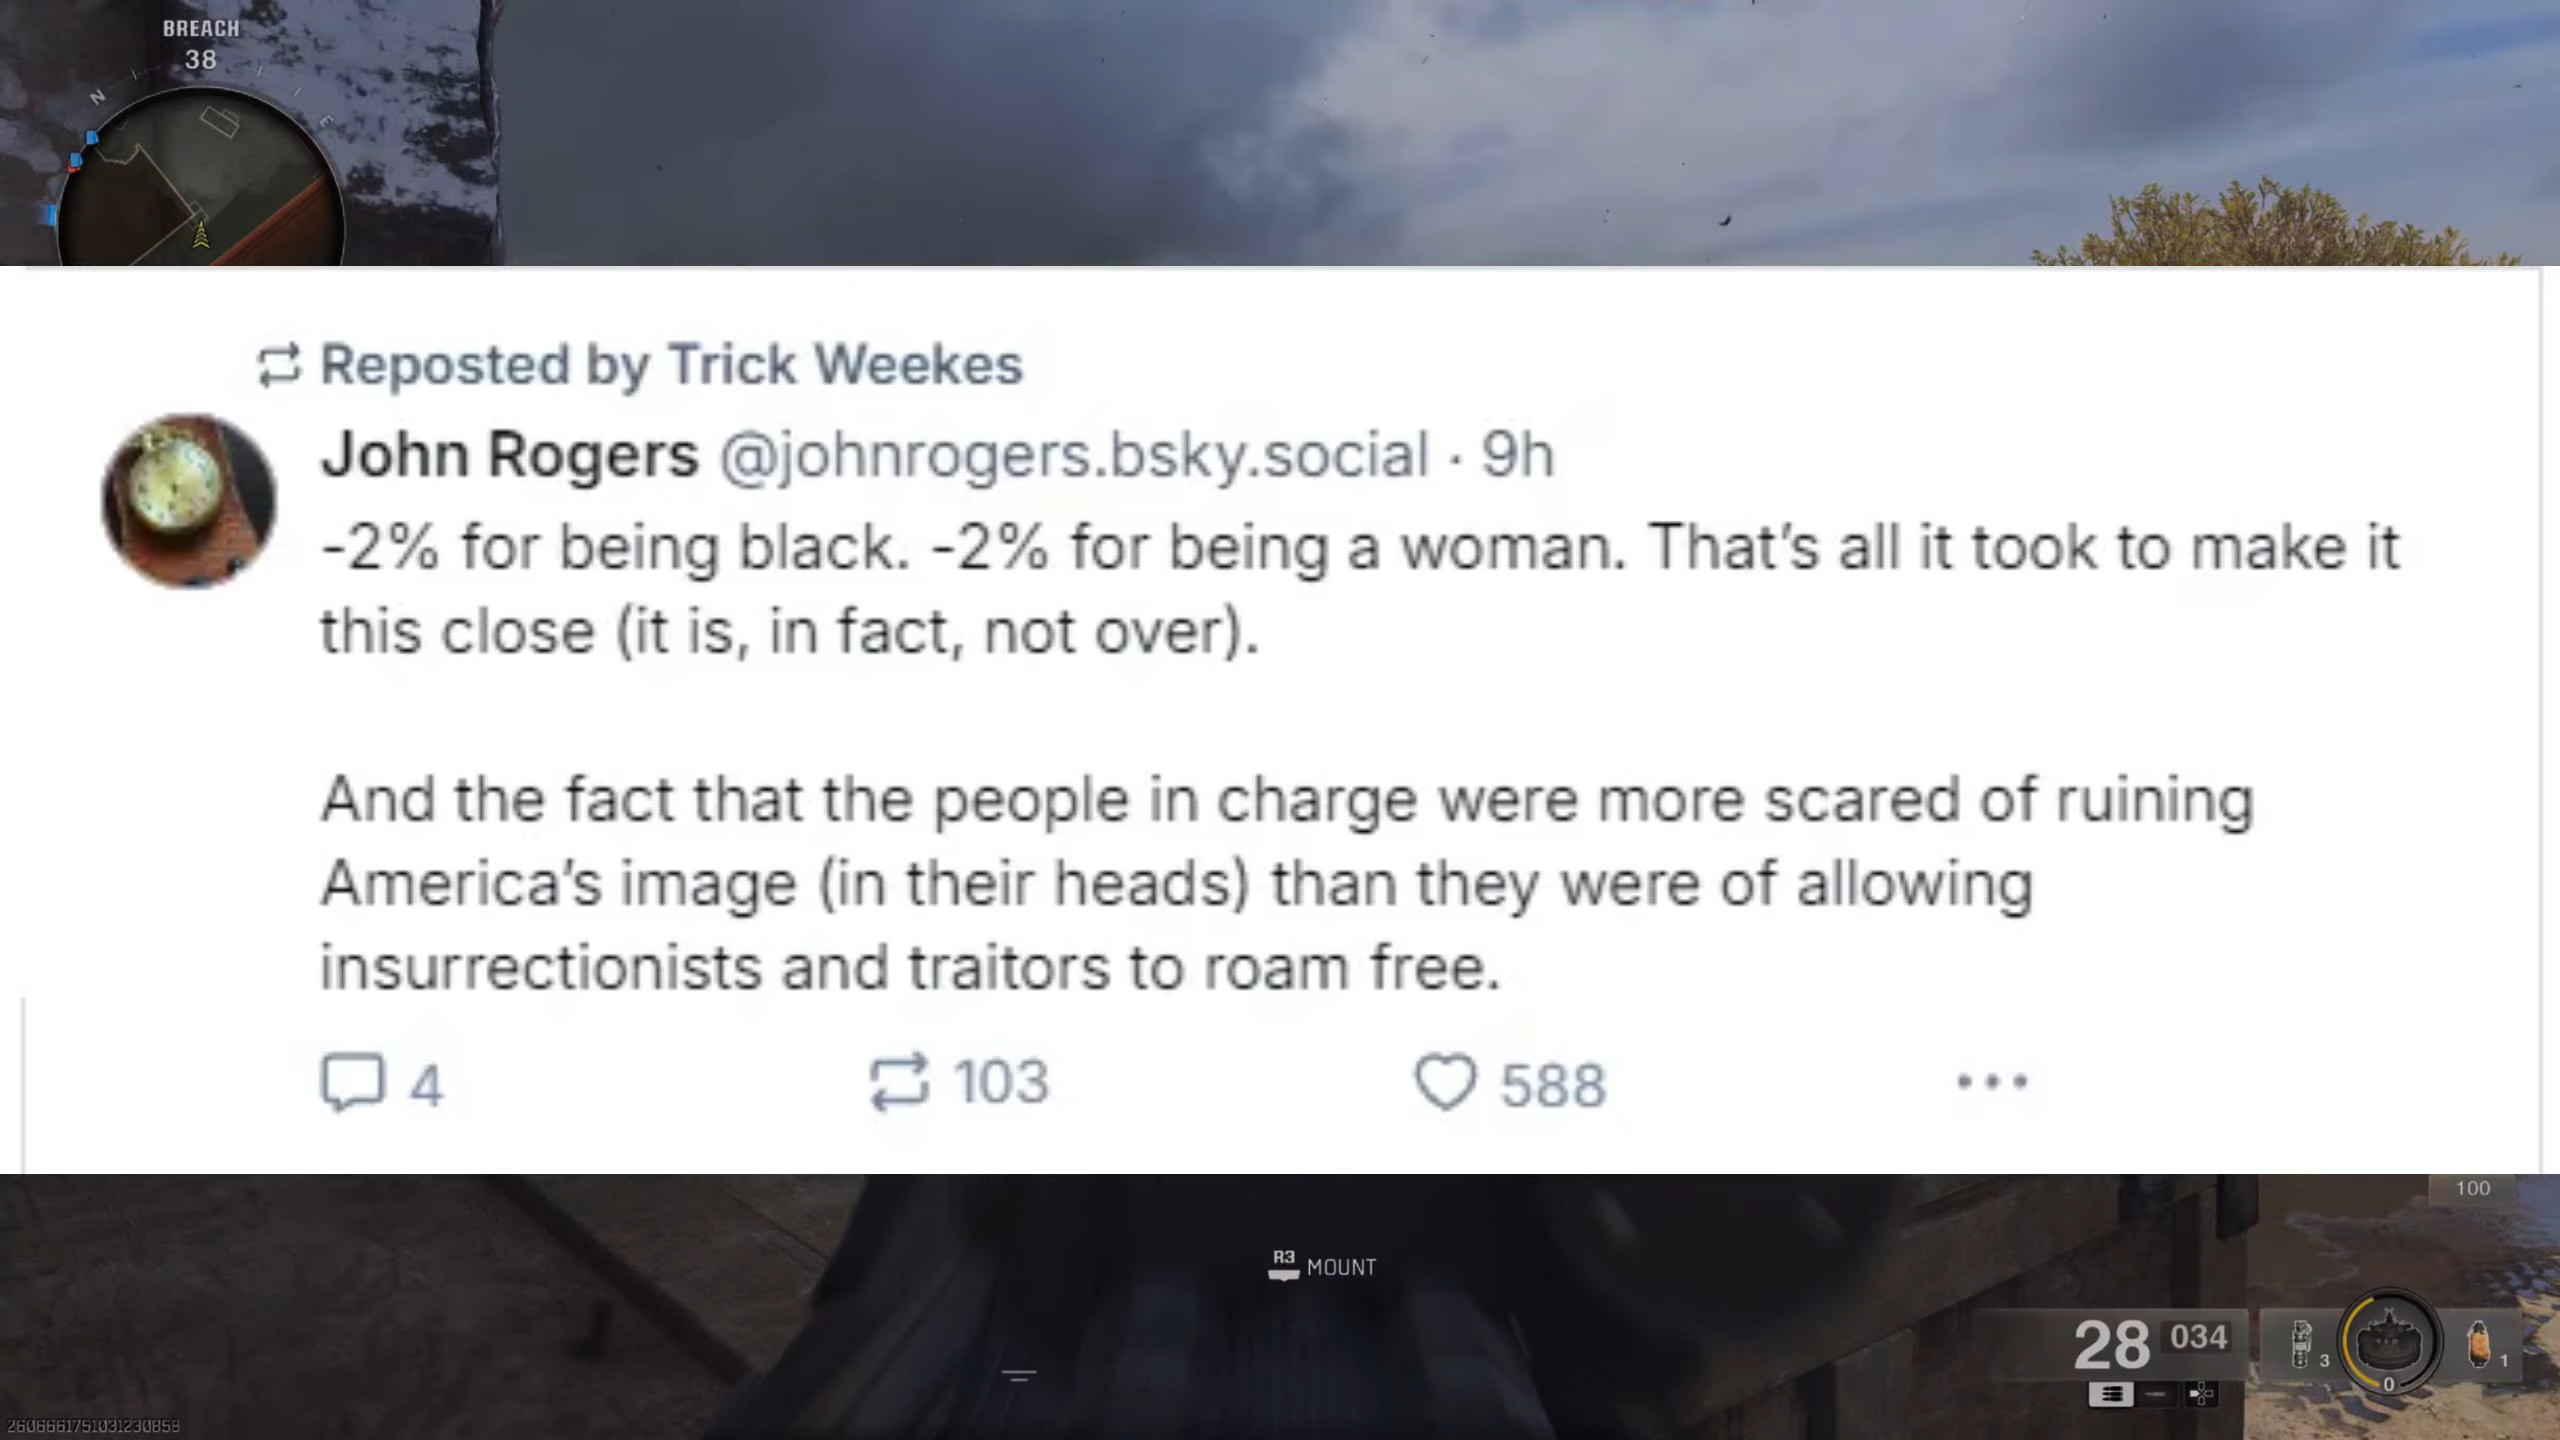 BREACH
38
N
E
Reposted by Trick Weekes
John Rogers @johnrogers.bsky.social · 9h
-2% for being black. -2% for being a woman. That's all it took to make it
this close (it is, in fact, not over).
And the fact that the people in charge were more scared of ruining
America's image (in their heads) than they were of allowing
insurrectionists and traitors to roam free.
4 103 588
100
R3 MOUNT
28 034 3 0 1
2606661751031230858